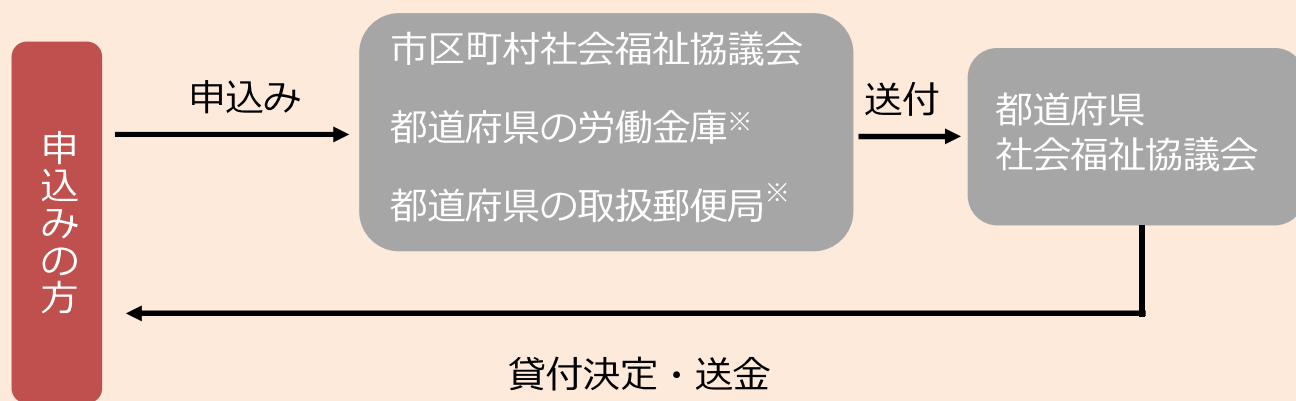 申込みの方
申込み
市区町村社会福祉協議会
都道府県の労働金庫※
都道府県の取扱郵便局※
送付
都道府県
社会福祉協議会
貸付決定・送金